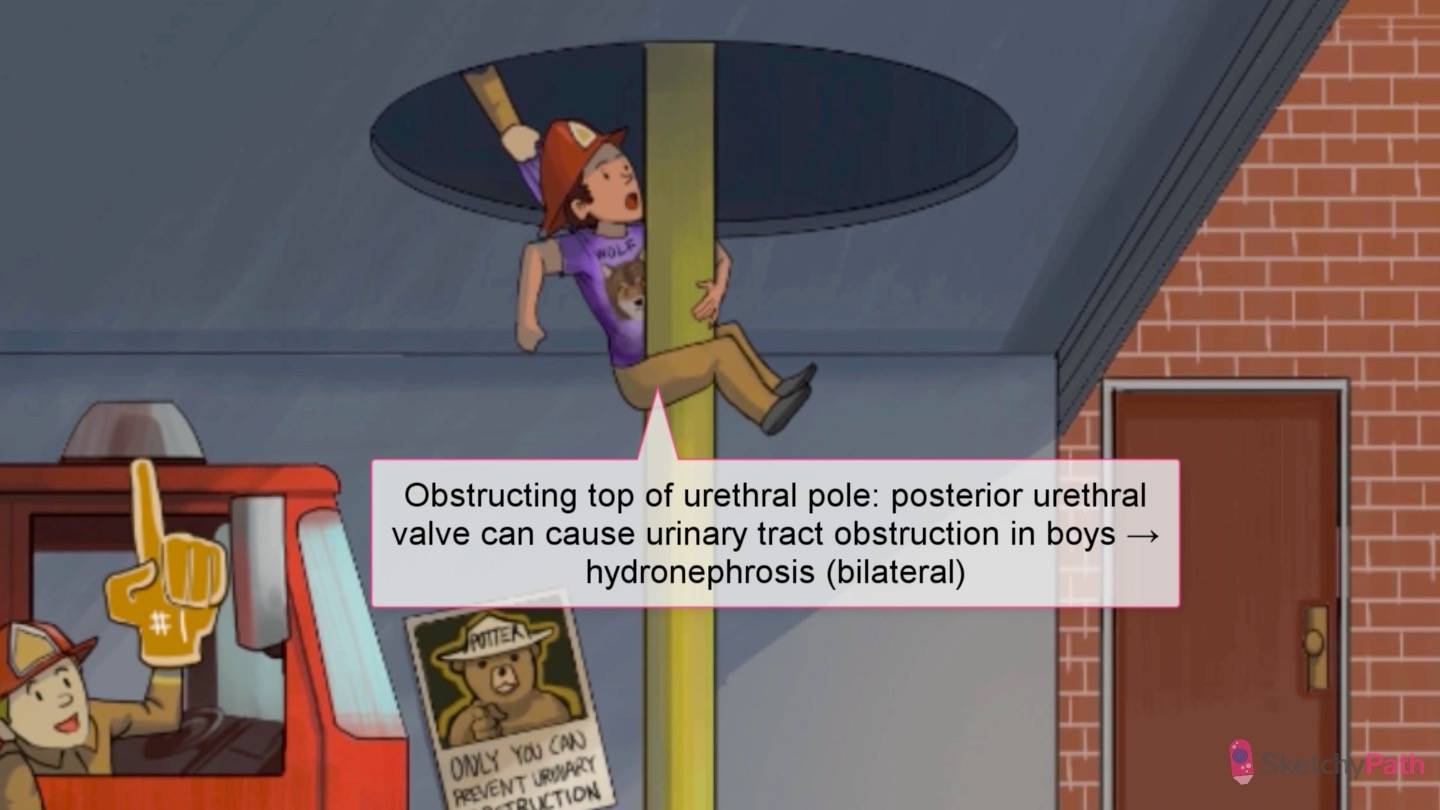 WOLF
Obstructing top of urethral pole: posterior urethral
valve can cause urinary tract obstruction in boys →
hydronephrosis (bilateral)
#1
POTTER
ONLY YOU CAN
PREVENT URINARY
OBSTRUCTION
SketchyPath